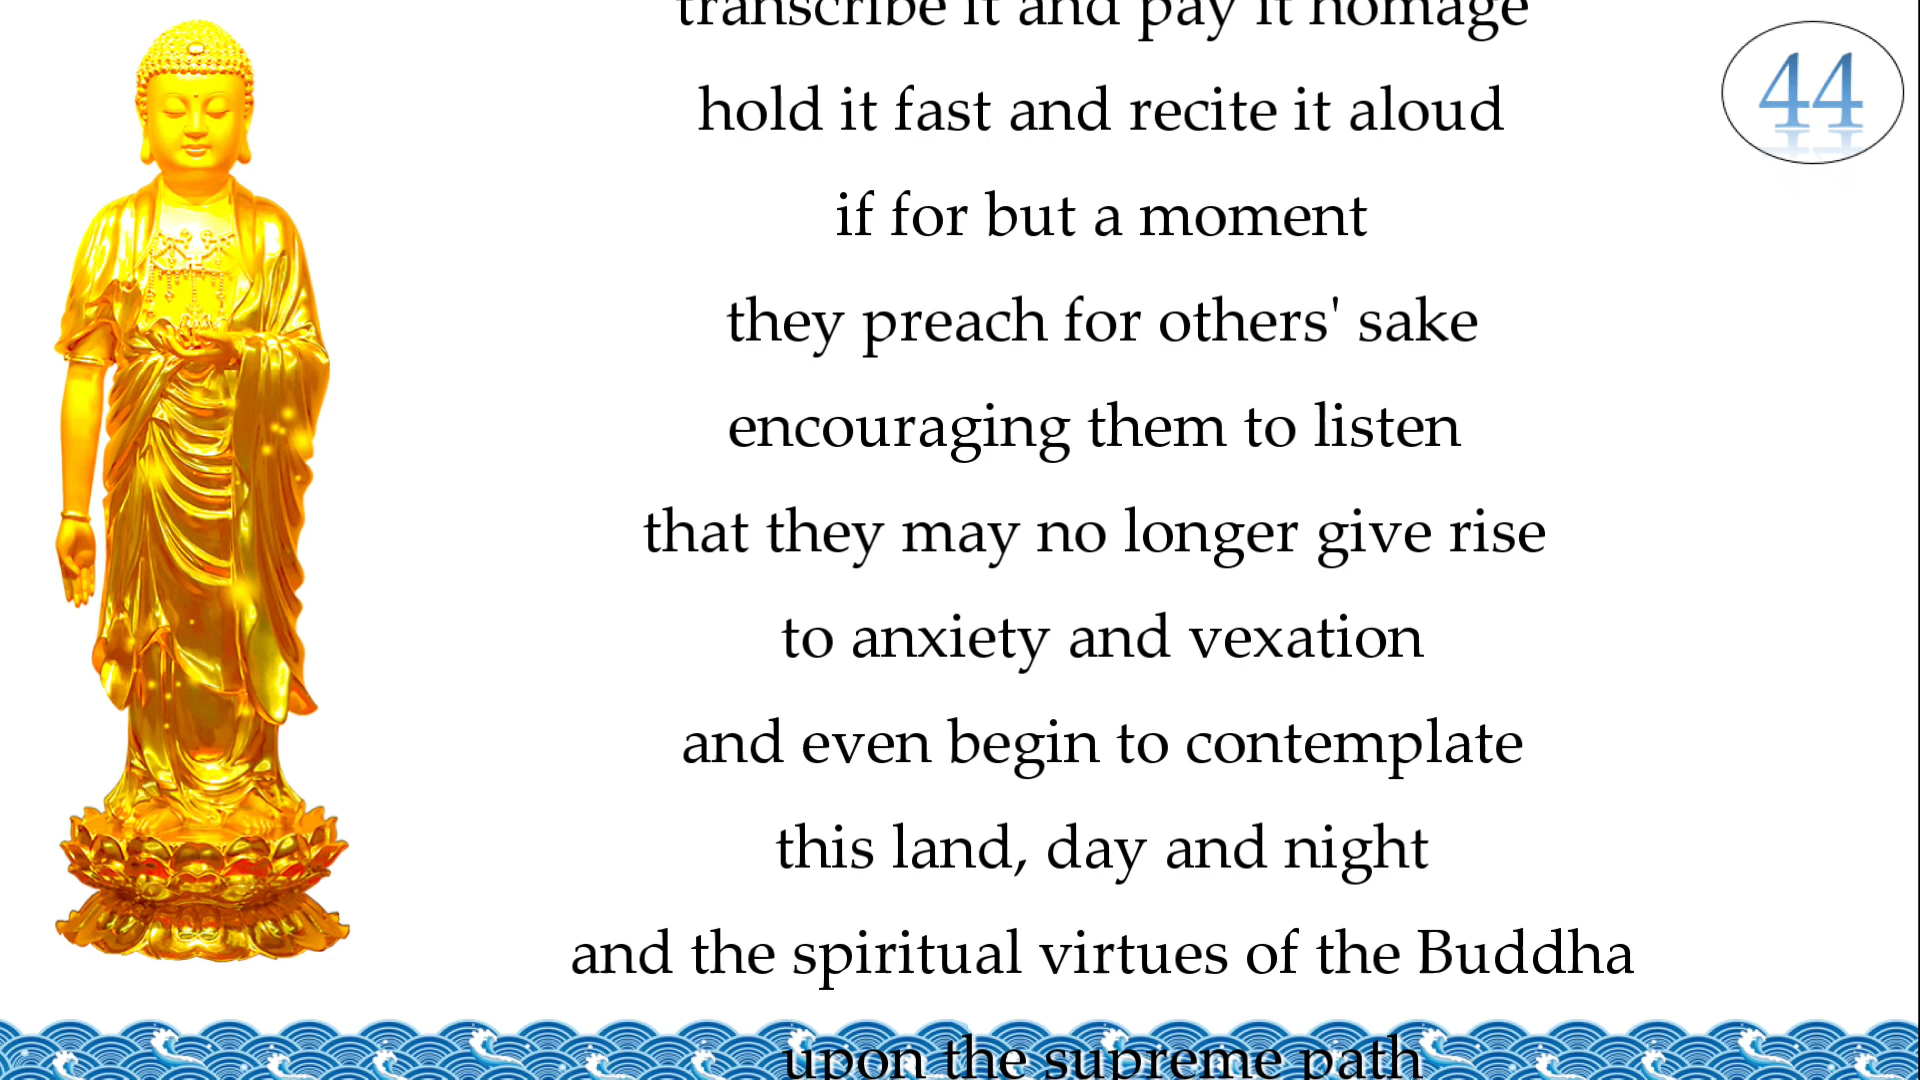 transcribe it and pay it homage
44
hold it fast and recite it aloud
if for but a moment
they preach for others' sake
encouraging them to listen
that they may no longer give rise
to anxiety and vexation
and even begin to contemplate
this land, day and night
and the spiritual virtues of the Buddha
upon the supreme path